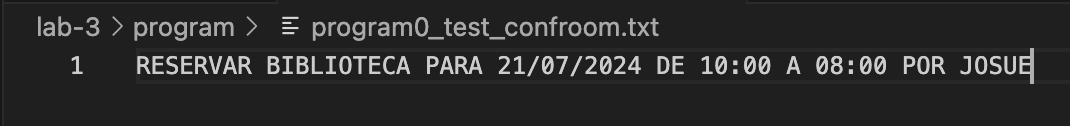 lab-3 > program > program0_test_confroom.txt
1 RESERVAR BIBLIOTECA PARA 21/07/2024 DE 10:00 A 08:00 POR JOSUE